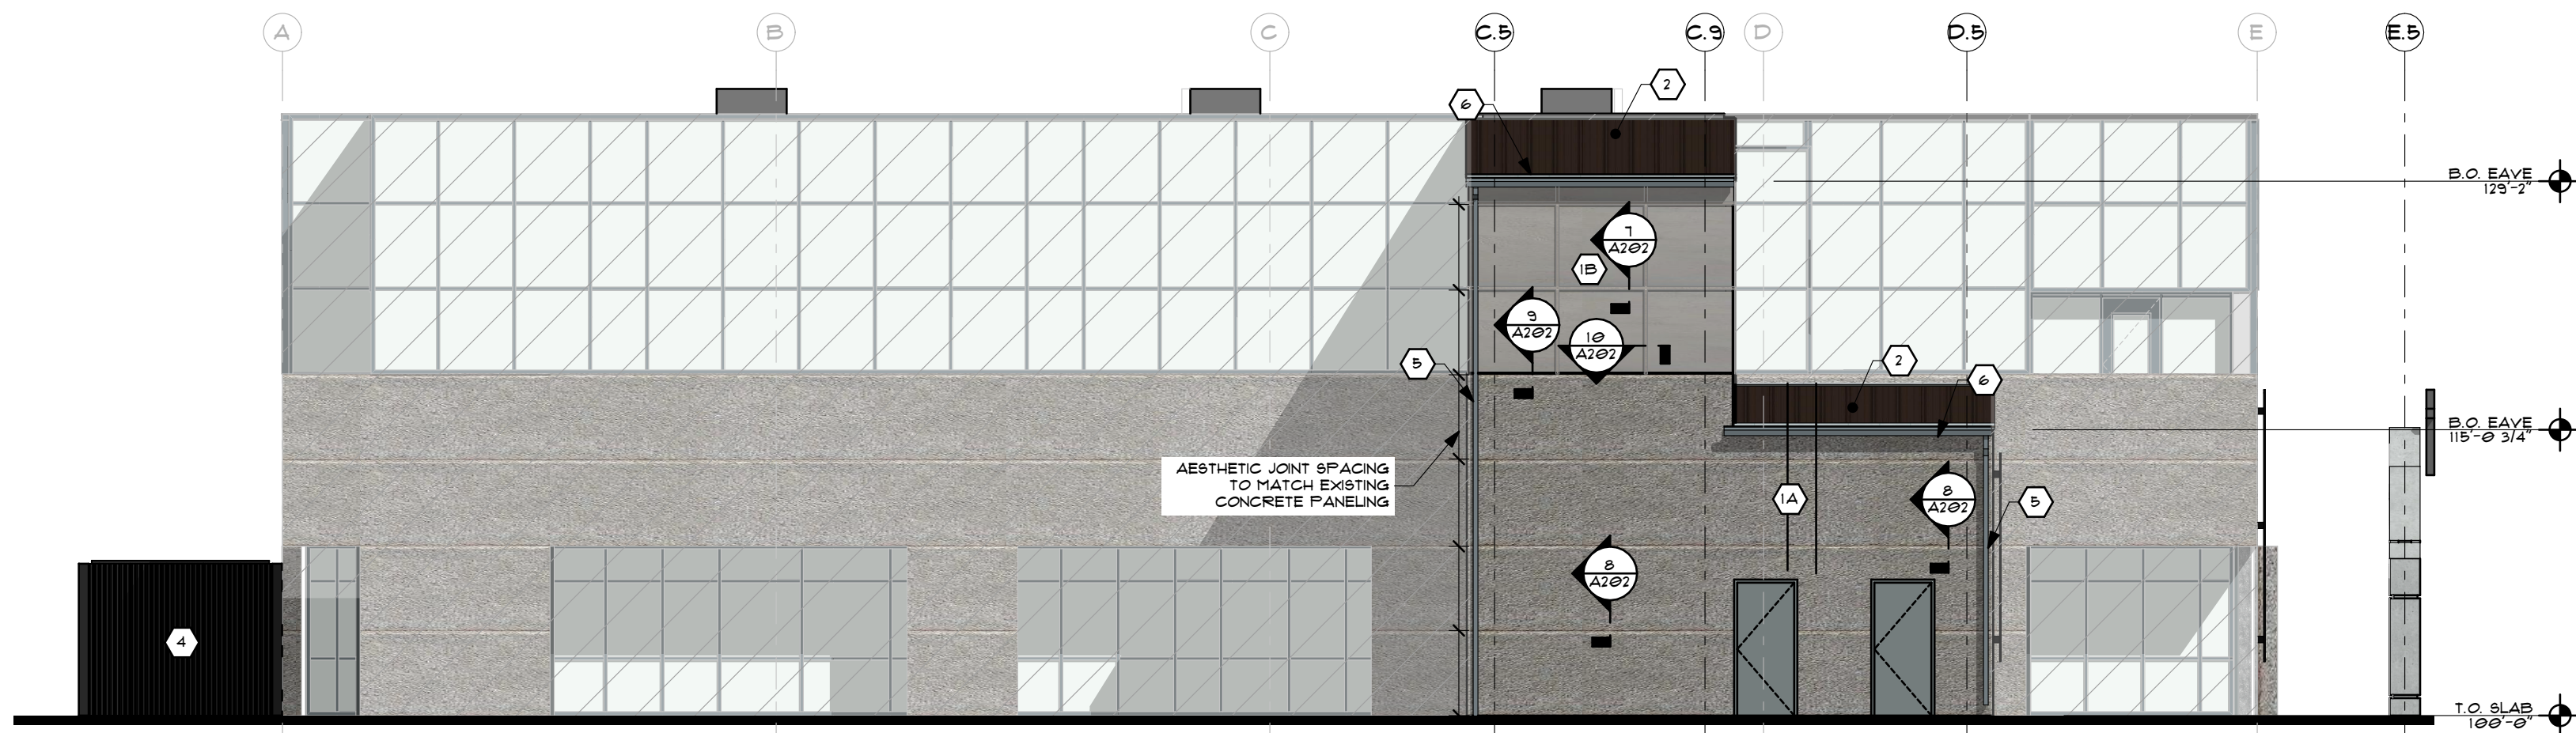 A
B
C
C.5
C.9
D
D.5
E
E.5
2
6
B.O. EAVE
129'-2"
7
A202
1B
9
A202
10
A202
5
2
6
B.O. EAVE
115'-0 3/4"
AESTHETIC JOINT SPACING
TO MATCH EXISTING
CONCRETE PANELING
1A
8
A202
5
8
A202
4
T.O. SLAB
100'-0"